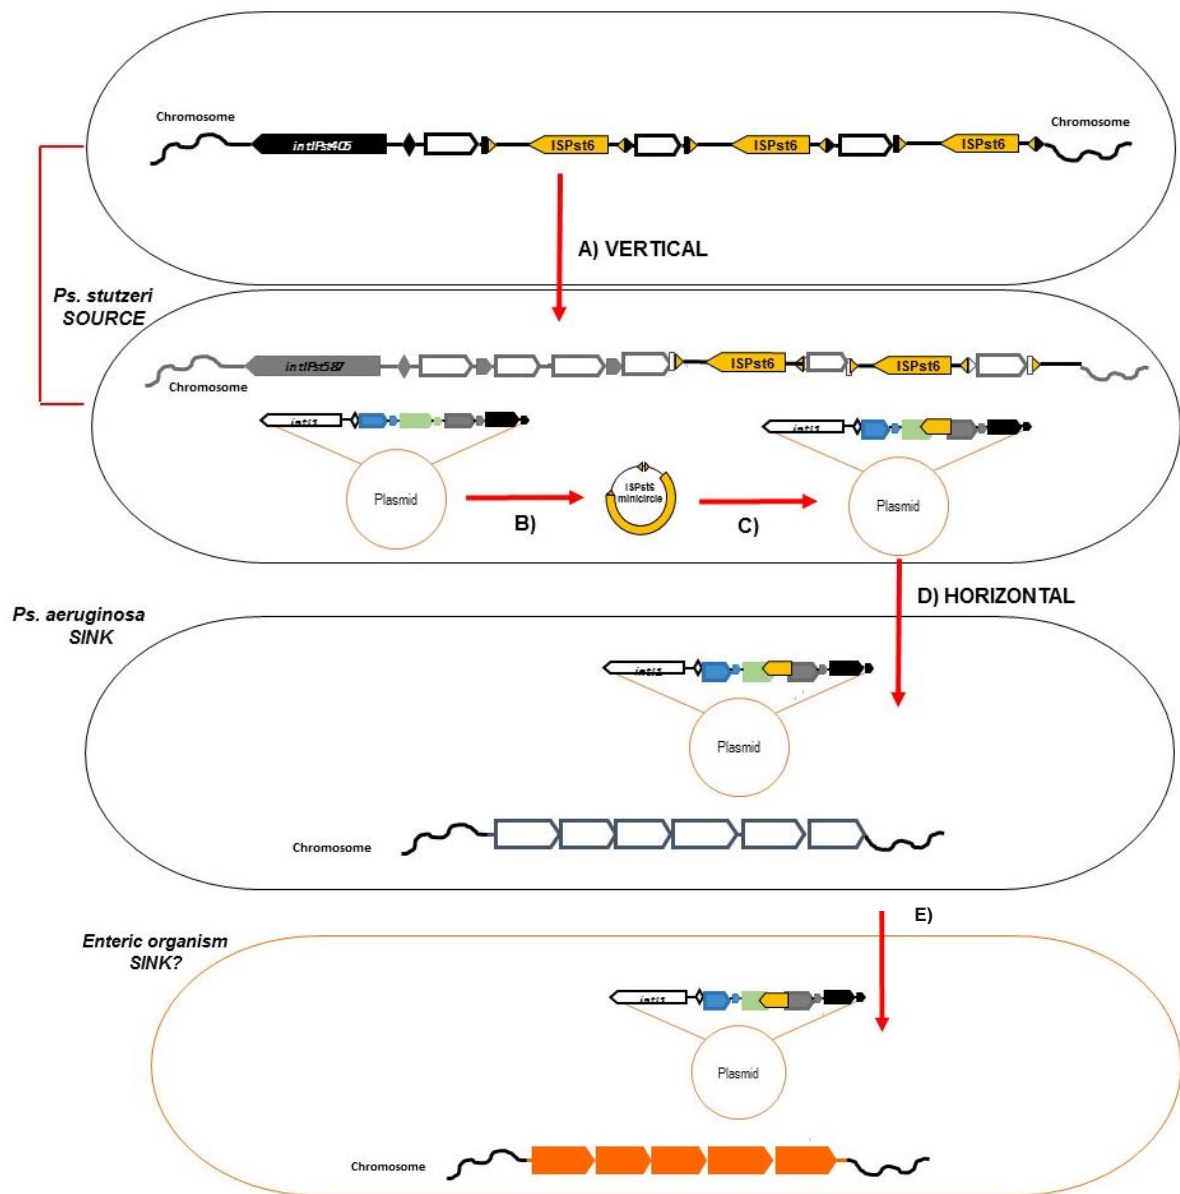 Chromosome
Chromosome
intIPst405
ISPst6
ISPst6
ISPst6
A) VERTICAL
Ps. stutzeri
SOURCE
intIPst587
ISPst6
ISPst6
Chromosome
Plasmid
B)
ISPst6
minicircle
C)
Plasmid
D) HORIZONTAL
Ps. aeruginosa
SINK
Plasmid
Chromosome
E)
Enteric organism
SINK?
Plasmid
Chromosome